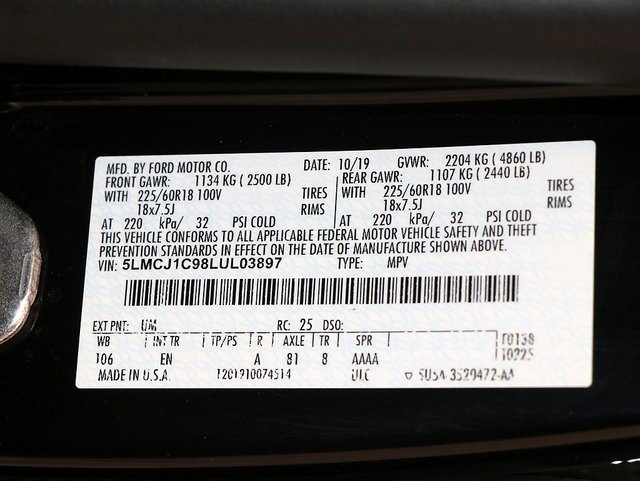 MFD. BY FORD MOTOR CO. DATE: 10/19 GVWR: 2204 KG ( 4860 LB)
FRONT GAWR: 1134 KG ( 2500 LB) REAR GAWR: 1107 KG ( 2440 LB)
WITH 225/60R18 100V TIRES WITH 225/60R18 100V TIRES
18x7.5J RIMS 18x7.5J RIMS
AT 220 kPa/ 32 PSI COLD AT 220 kPa/ 32 PSI COLD
THIS VEHICLE CONFORMS TO ALL APPLICABLE FEDERAL MOTOR VEHICLE SAFETY AND THEFT
PREVENTION STANDARDS IN EFFECT ON THE DATE OF MANUFACTURE SHOWN ABOVE.
VIN: 5LMCJ1C98LUL03897 TYPE: MPV
EXT PNT: UM RC: 25 DSO:
WB INT TR TP/PS R AXLE TR SPR F0138
106 EN A 81 8 AAAA 10225
MADE IN U.S.A. 1201910074514 ULC